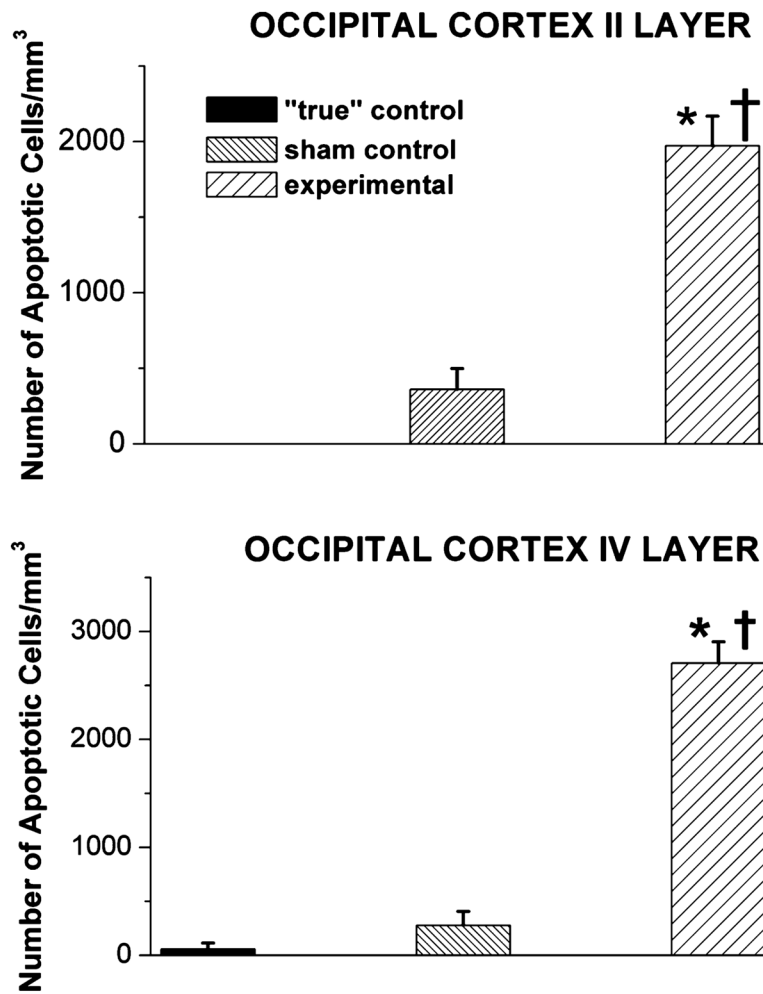 OCCIPITAL CORTEX II LAYER
Number of Apoptotic Cells/mm³
2000
1000
0
"true" control
sham control
experimental
* †
OCCIPITAL CORTEX IV LAYER
Number of Apoptotic Cells/mm³
3000
2000
1000
0
* †